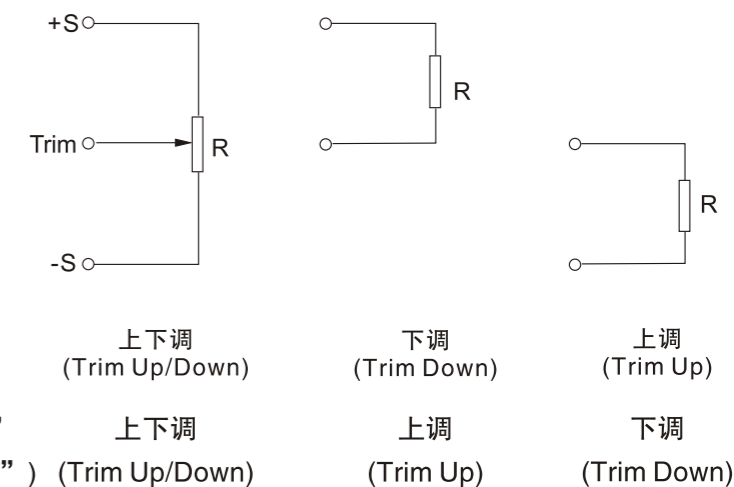 +S
R
Trim
R
R
-S
上下调 下调 上调
(Trim Up/Down) (Trim Down) (Trim Up)
” 上下调 上调 下调
” ) (Trim Up/Down) (Trim Up) (Trim Down)